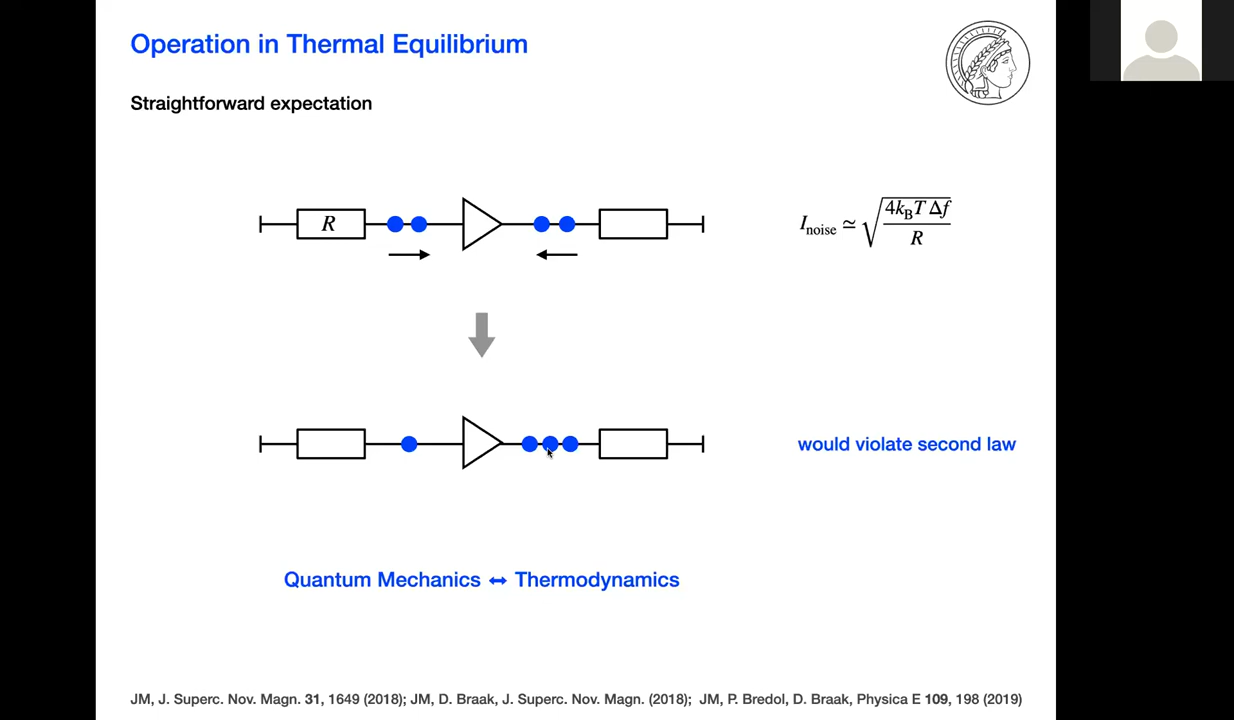 Operation in Thermal Equilibrium
Straightforward expectation
R
I_noise ≃ √(4k_B T Δf / R)
would violate second law
Quantum Mechanics ↔ Thermodynamics
JM, J. Superc. Nov. Magn. 31, 1649 (2018); JM, D. Braak, J. Superc. Nov. Magn. (2018); JM, P. Bredol, D. Braak, Physica E 109, 198 (2019)